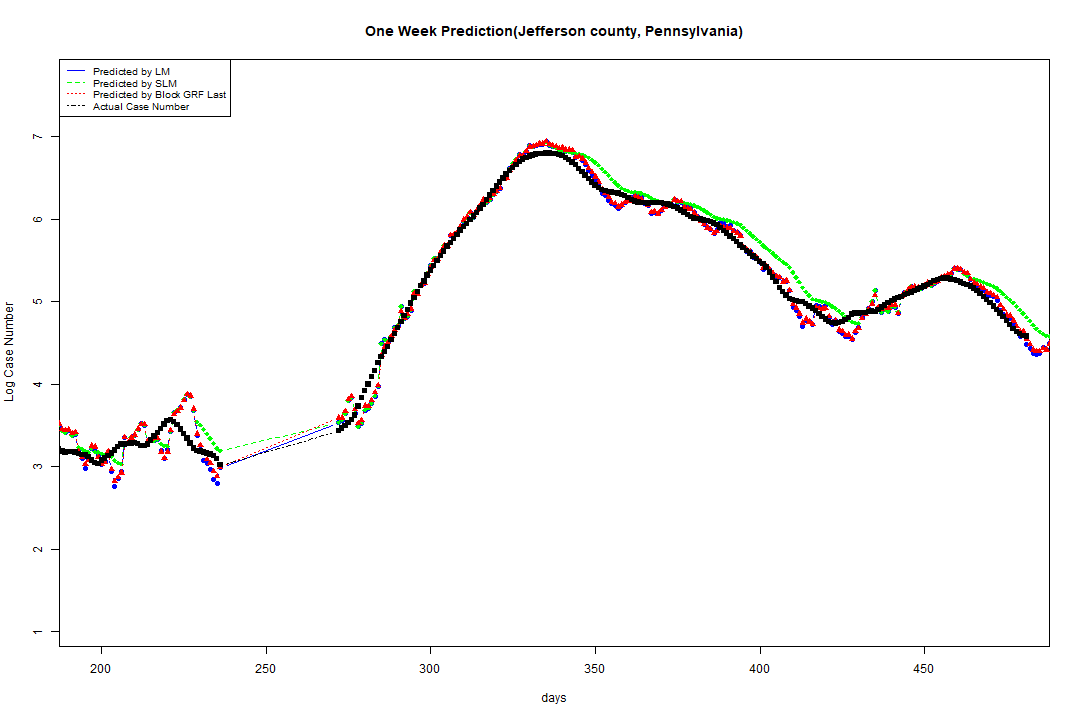 One Week Prediction(Jefferson county, Pennsylvania)
Predicted by LM
Predicted by SLM
Predicted by Block GRF Last
Actual Case Number
7
6
5
4
3
2
1
Log Case Number
200 250 300 350 400 450
days